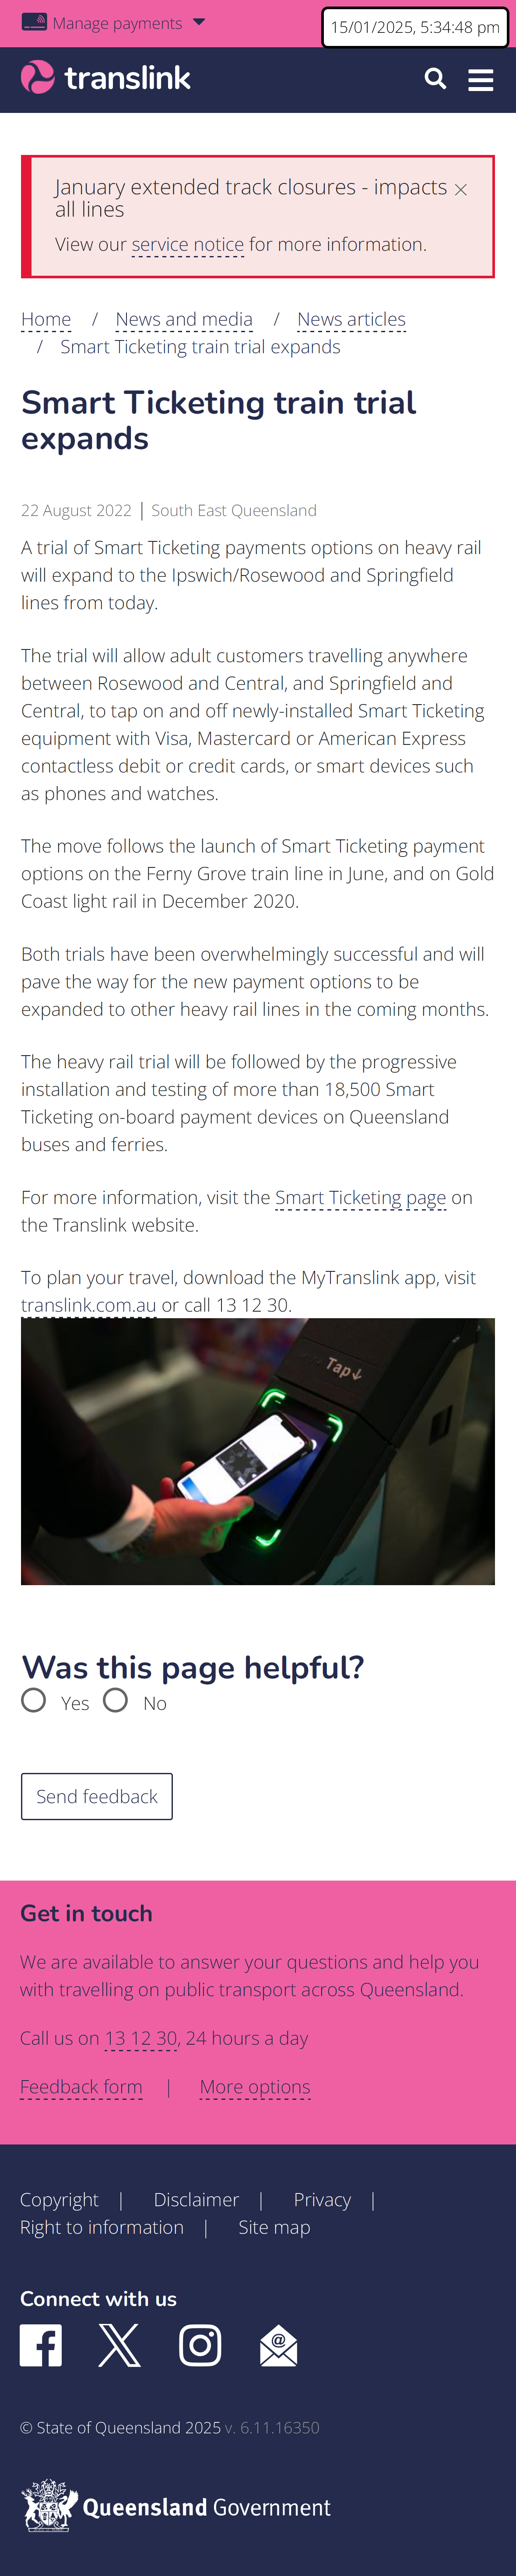 Manage payments
15/01/2025, 5:34:48 pm
translink
January extended track closures - impacts
all lines
View our service notice for more information.
Home / News and media / News articles
/ Smart Ticketing train trial expands
Smart Ticketing train trial
expands
22 August 2022 | South East Queensland
A trial of Smart Ticketing payments options on heavy rail
will expand to the Ipswich/Rosewood and Springfield
lines from today.
The trial will allow adult customers travelling anywhere
between Rosewood and Central, and Springfield and
Central, to tap on and off newly-installed Smart Ticketing
equipment with Visa, Mastercard or American Express
contactless debit or credit cards, or smart devices such
as phones and watches.
The move follows the launch of Smart Ticketing payment
options on the Ferny Grove train line in June, and on Gold
Coast light rail in December 2020.
Both trials have been overwhelmingly successful and will
pave the way for the new payment options to be
expanded to other heavy rail lines in the coming months.
The heavy rail trial will be followed by the progressive
installation and testing of more than 18,500 Smart
Ticketing on-board payment devices on Queensland
buses and ferries.
For more information, visit the Smart Ticketing page on
the Translink website.
To plan your travel, download the MyTranslink app, visit
translink.com.au or call 13 12 30.
Tap
Was this page helpful?
Yes No
Send feedback
Get in touch
We are available to answer your questions and help you
with travelling on public transport across Queensland.
Call us on 13 12 30, 24 hours a day
Feedback form | More options
Copyright | Disclaimer | Privacy |
Right to information | Site map
Connect with us
© State of Queensland 2025 v. 6.11.16350
Queensland Government